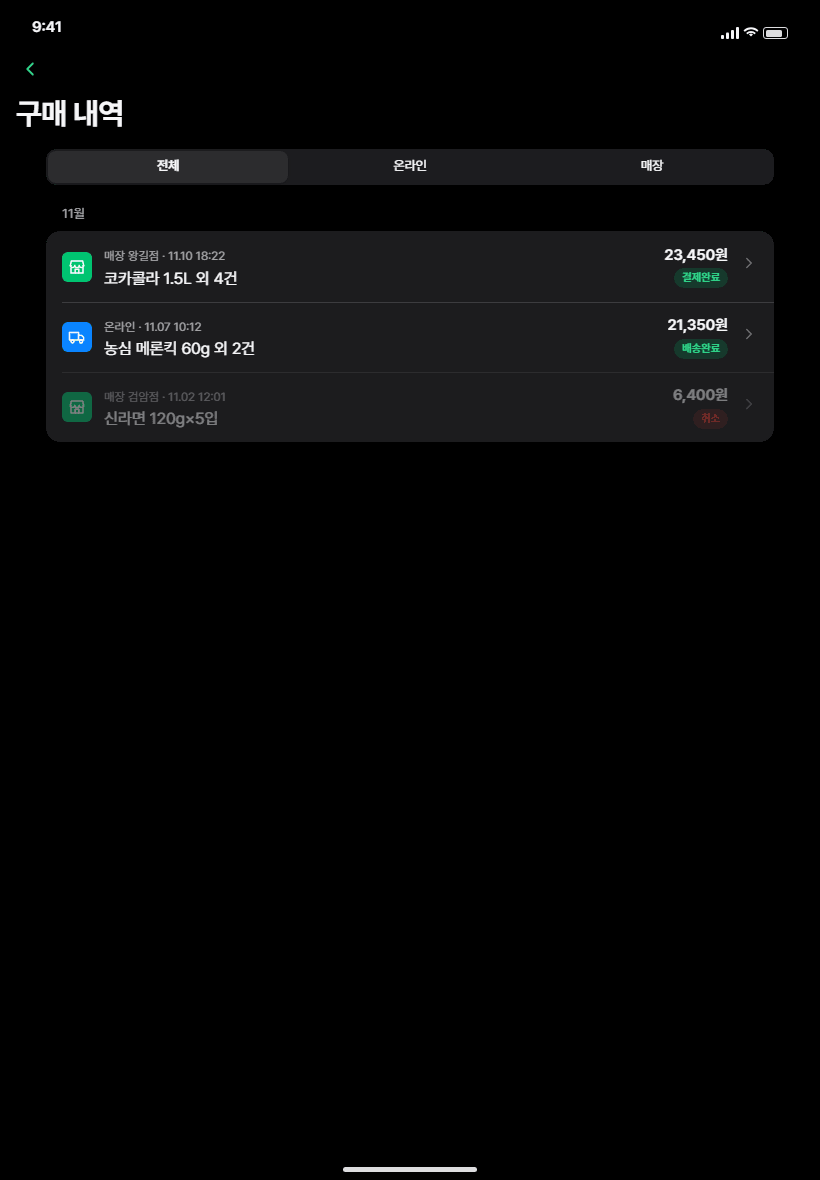 9:41
구매 내역
전체
온라인
매장
11월
매장 왕길점 · 11.10 18:22
코카콜라 1.5L 외 4건
23,450원
결제완료
온라인 · 11.07 10:12
농심 메론킥 60g 외 2건
21,350원
배송완료
매장 검암점 · 11.02 12:01
신라면 120g×5입
6,400원
취소